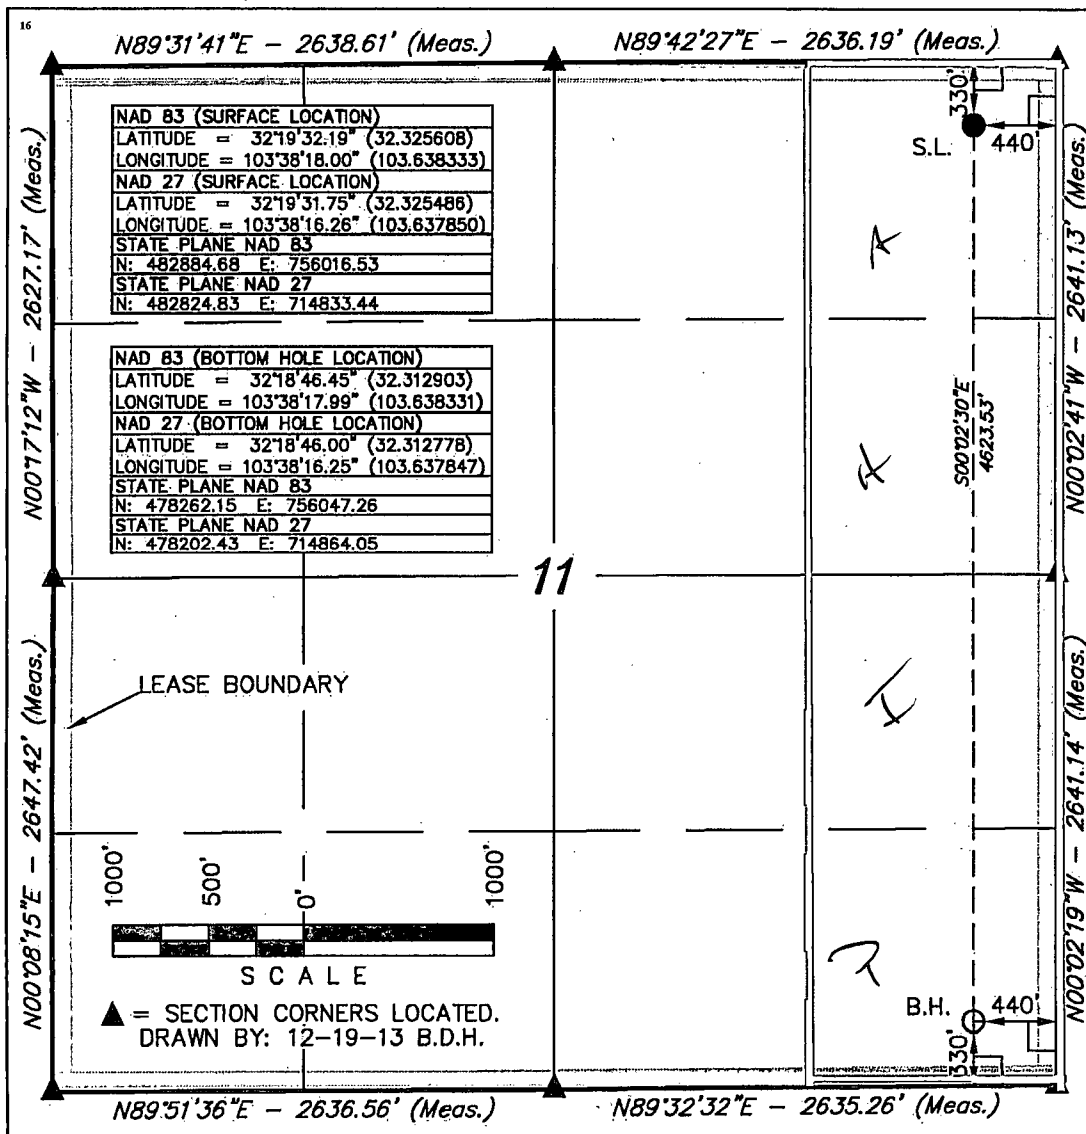 16
N89°31'41"E - 2638.61' (Meas.)
N89°42'27"E - 2636.19' (Meas.)
N00°17'12"W - 2627.17' (Meas.)
NAD 83 (SURFACE LOCATION)
LATITUDE = 32°19'32.19" (32.325608)
LONGITUDE = 103°38'18.00" (103.638333)
NAD 27 (SURFACE LOCATION)
LATITUDE = 32°19'31.75" (32.325486)
LONGITUDE = 103°38'16.26" (103.637850)
STATE PLANE NAD 83
N: 482884.68 E: 756016.53
STATE PLANE NAD 27
N: 482824.83 E: 714833.44
330'
S.L.
440'
N00°02'41"W - 2641.13' (Meas.)
A
NAD 83 (BOTTOM HOLE LOCATION)
LATITUDE = 32°18'46.45" (32.312903)
LONGITUDE = 103°38'17.99" (103.638331)
NAD 27 (BOTTOM HOLE LOCATION)
LATITUDE = 32°18'46.00" (32.312778)
LONGITUDE = 103°38'16.25" (103.637847)
STATE PLANE NAD 83
N: 478262.15 E: 756047.26
STATE PLANE NAD 27
N: 478202.43 E: 714864.05
H
S00°02'30"E
4623.53'
11
LEASE BOUNDARY
I
N00°08'15"E - 2647.42' (Meas.)
N00°02'19"W - 2641.14' (Meas.)
1000' 500' 0' 1000'
SCALE
▲ = SECTION CORNERS LOCATED.
DRAWN BY: 12-19-13 B.D.H.
B.H.
440'
330'
N89°51'36"E - 2636.56' (Meas.)
N89°32'32"E - 2635.26' (Meas.)